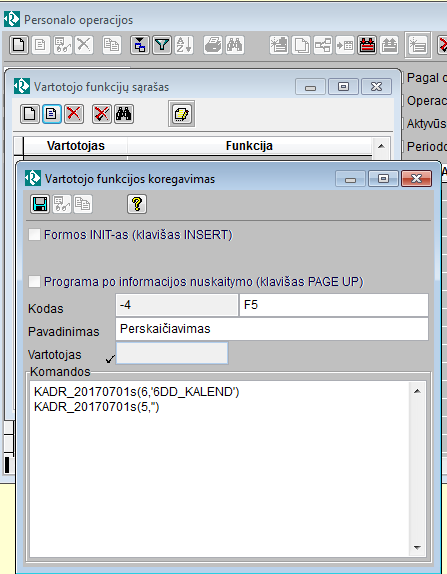 Personalo operacijos
Vartotojo funkcijų sąrašas
Pagal
Operac
Aktyvūs
Periodo
Vartotojas Funkcija
Vartotojo funkcijos koregavimas
Formos INIT-as (klavišas INSERT)
Programa po informacijos nuskaitymo (klavišas PAGE UP)
Kodas -4 F5
Pavadinimas Perskaičiavimas
Vartotojas
Komandos
KADR_20170701s(6,'6DD_KALEND')
KADR_20170701s(5,'')